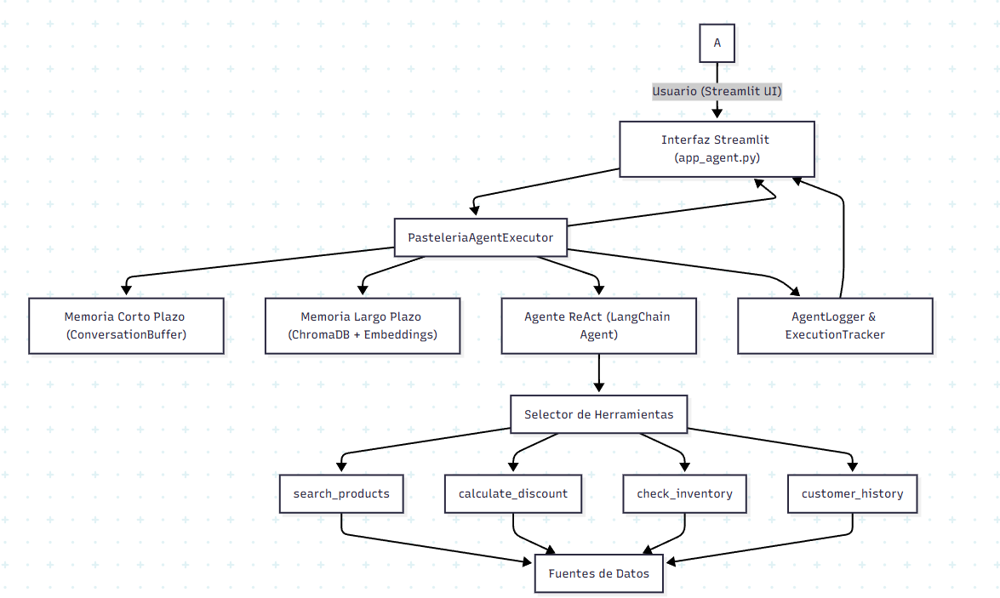 A
Usuario (Streamlit UI)
Interfaz Streamlit
(app_agent.py)
PasteleriaAgentExecutor
Memoria Corto Plazo
(ConversationBuffer)
Memoria Largo Plazo
(ChromaDB + Embeddings)
Agente ReAct (LangChain
Agent)
AgentLogger &
ExecutionTracker
Selector de Herramientas
search_products
calculate_discount
check_inventory
customer_history
Fuentes de Datos